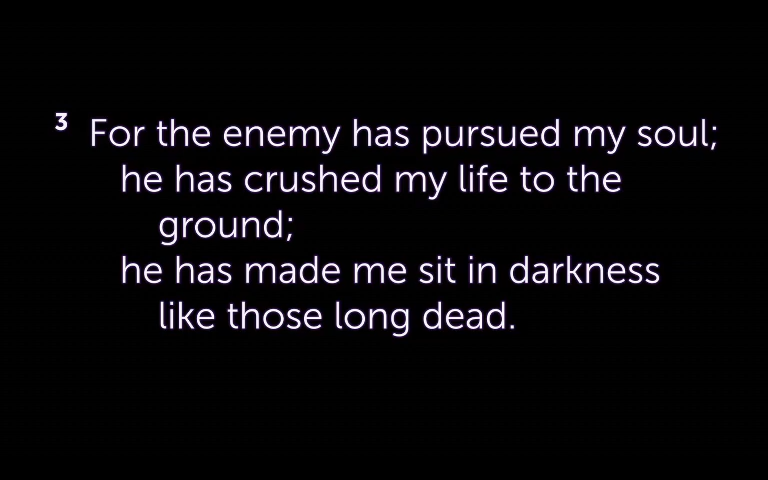 3 For the enemy has pursued my soul;
he has crushed my life to the
ground;
he has made me sit in darkness
like those long dead.